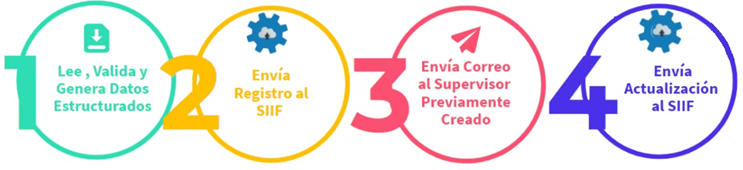 1
Lee , Valida y
Genera Datos
Estructurados
2
Envía
Registro al
SIIF
3
Envía Correo
al Supervisor
Previamente
Creado
4
Envía
Actualización
al SIIF